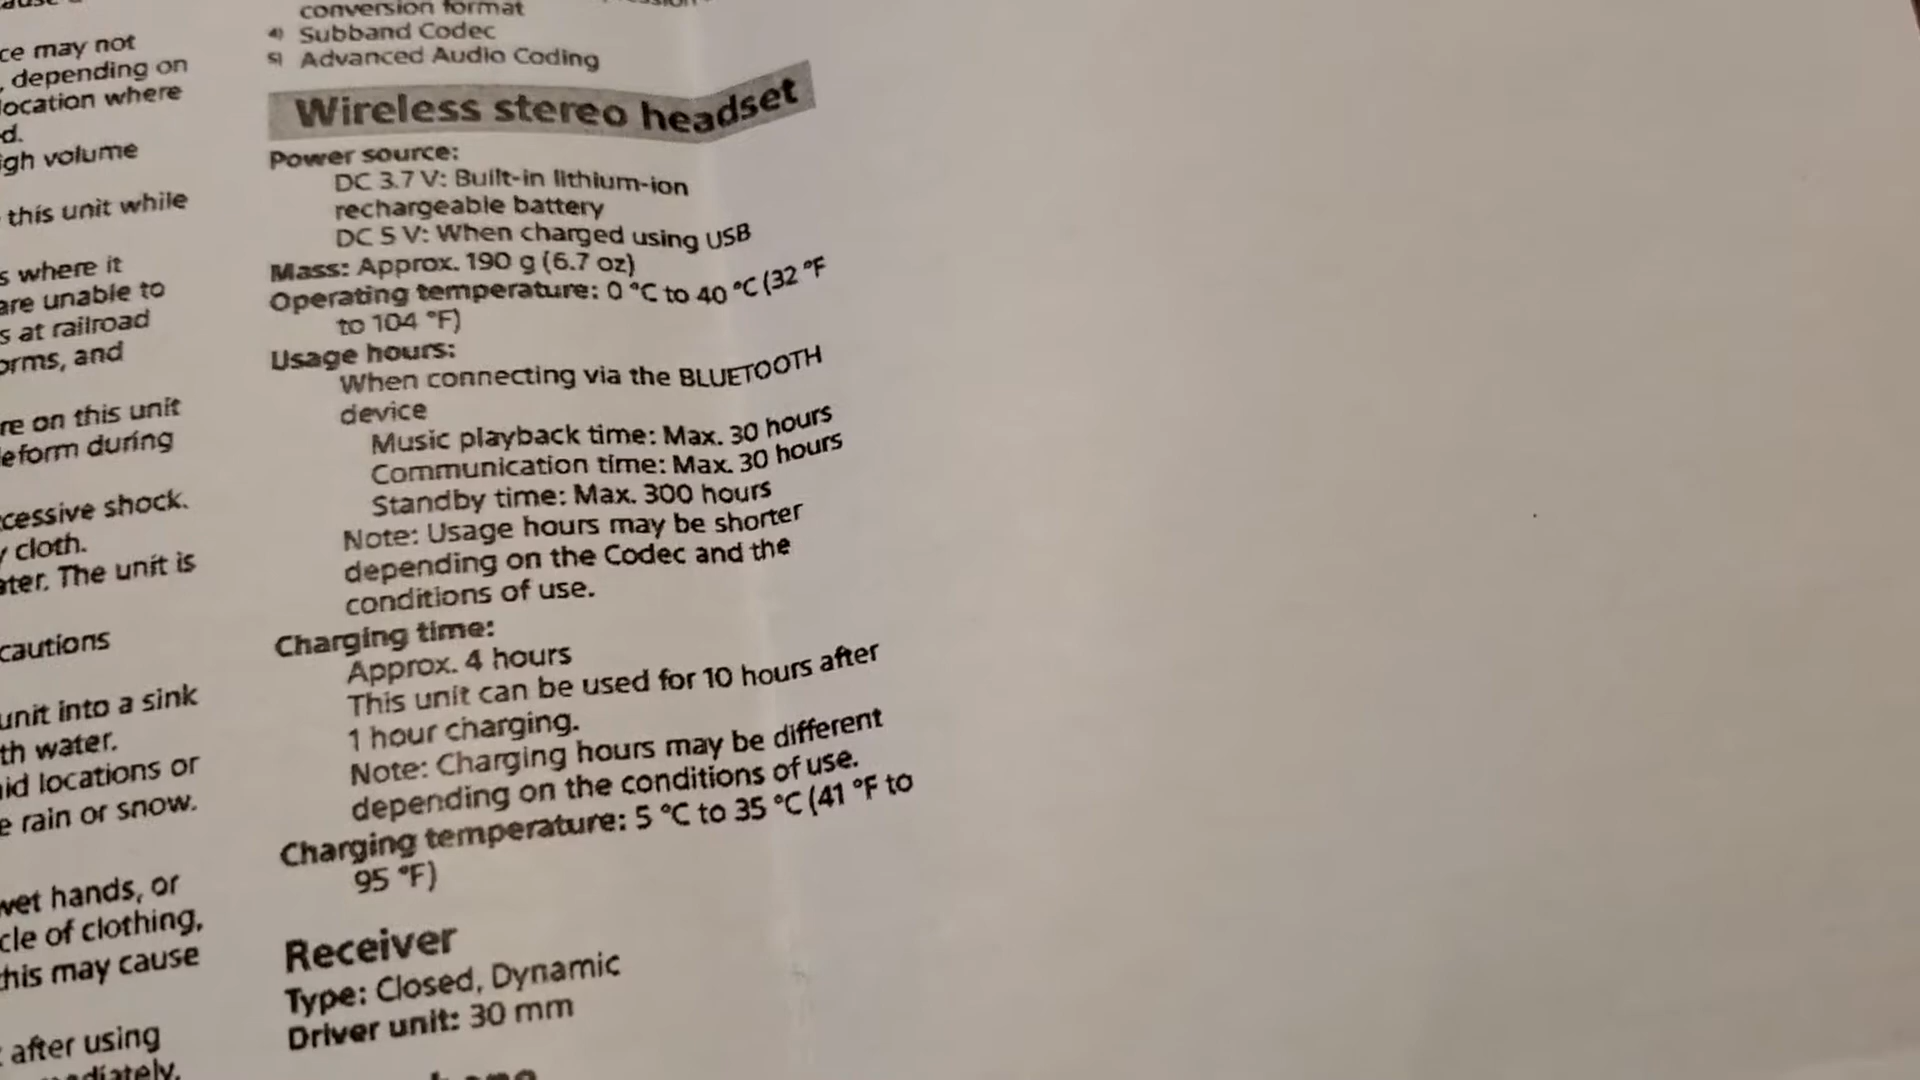 ce may not
, depending on
location where
d.
igh volume
this unit while
s where it
are unable to
s at railroad
orms, and
re on this unit
eform during
cessive shock.
y cloth.
ater. The unit is
cautions
unit into a sink
th water.
id locations or
e rain or snow.
wet hands, or
cle of clothing,
this may cause
after using
conversion format
4) Subband Codec
5) Advanced Audio Coding
Wireless stereo headset
Power source:
DC 3.7 V: Built-in lithium-ion
rechargeable battery
DC 5 V: When charged using USB
Mass: Approx. 190 g (6.7 oz)
Operating temperature: 0 °C to 40 °C (32 °F
to 104 °F)
Usage hours:
When connecting via the BLUETOOTH
device
Music playback time: Max. 30 hours
Communication time: Max. 30 hours
Standby time: Max. 300 hours
Note: Usage hours may be shorter
depending on the Codec and the
conditions of use.
Charging time:
Approx. 4 hours
This unit can be used for 10 hours after
1 hour charging.
Note: Charging hours may be different
depending on the conditions of use.
Charging temperature: 5 °C to 35 °C (41 °F to
95 °F)
Receiver
Type: Closed, Dynamic
Driver unit: 30 mm